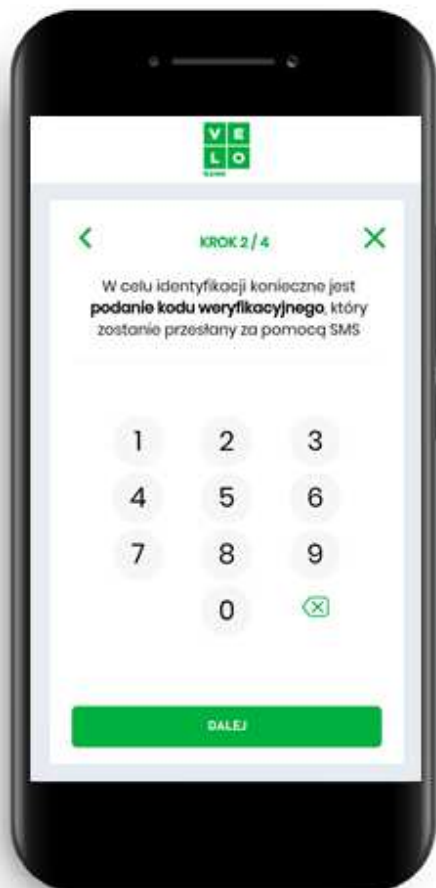 VE
LO
BANK
KROK 2 / 4
W celu identyfikacji konieczne jest
podanie kodu weryfikacyjnego, który
zostanie przesłany za pomocą SMS
1 2 3
4 5 6
7 8 9
0
DALEJ